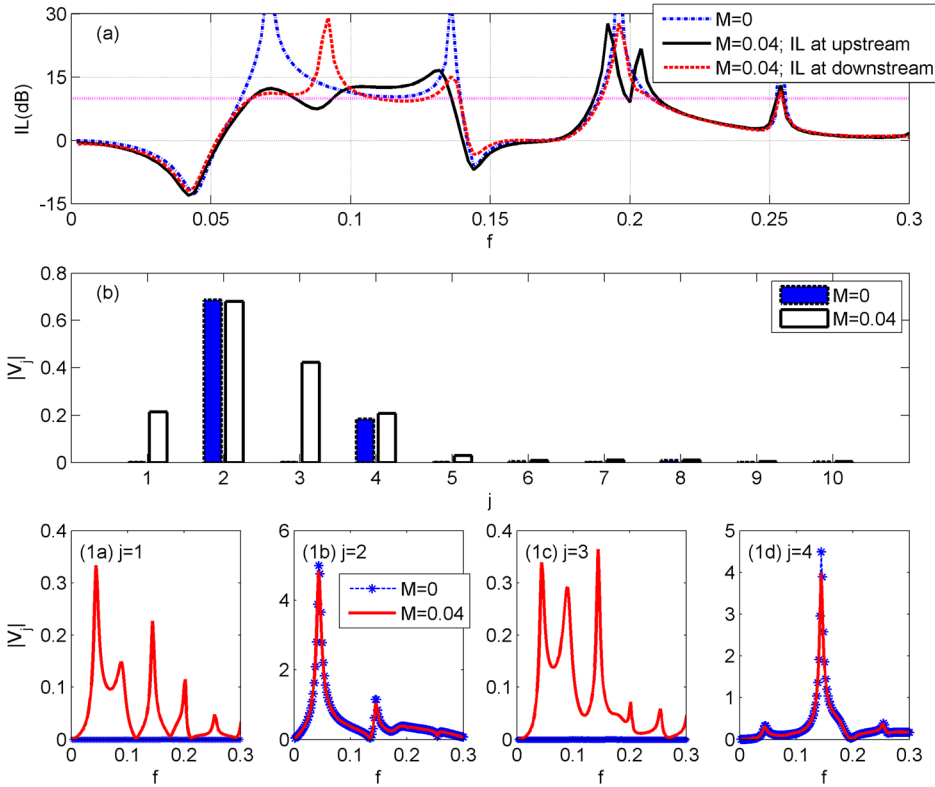 (a)
M=0
M=0.04; IL at upstream
M=0.04; IL at downstream
IL(dB)
30
15
0
-15
0 0.05 0.1 0.15 0.2 0.25 0.3
f
(b)
M=0
M=0.04
|Vj|
0.8
0.6
0.4
0.2
0
1 2 3 4 5 6 7 8 9 10
j
(1a) j=1
|Vj|
0.4
0.3
0.2
0.1
0
0 0.1 0.2 0.3
f
(1b) j=2
M=0
M=0.04
6
4
2
0
0 0.1 0.2 0.3
f
(1c) j=3
0.4
0.3
0.2
0.1
0
0 0.1 0.2 0.3
f
(1d) j=4
5
4
3
2
1
0
0 0.1 0.2 0.3
f